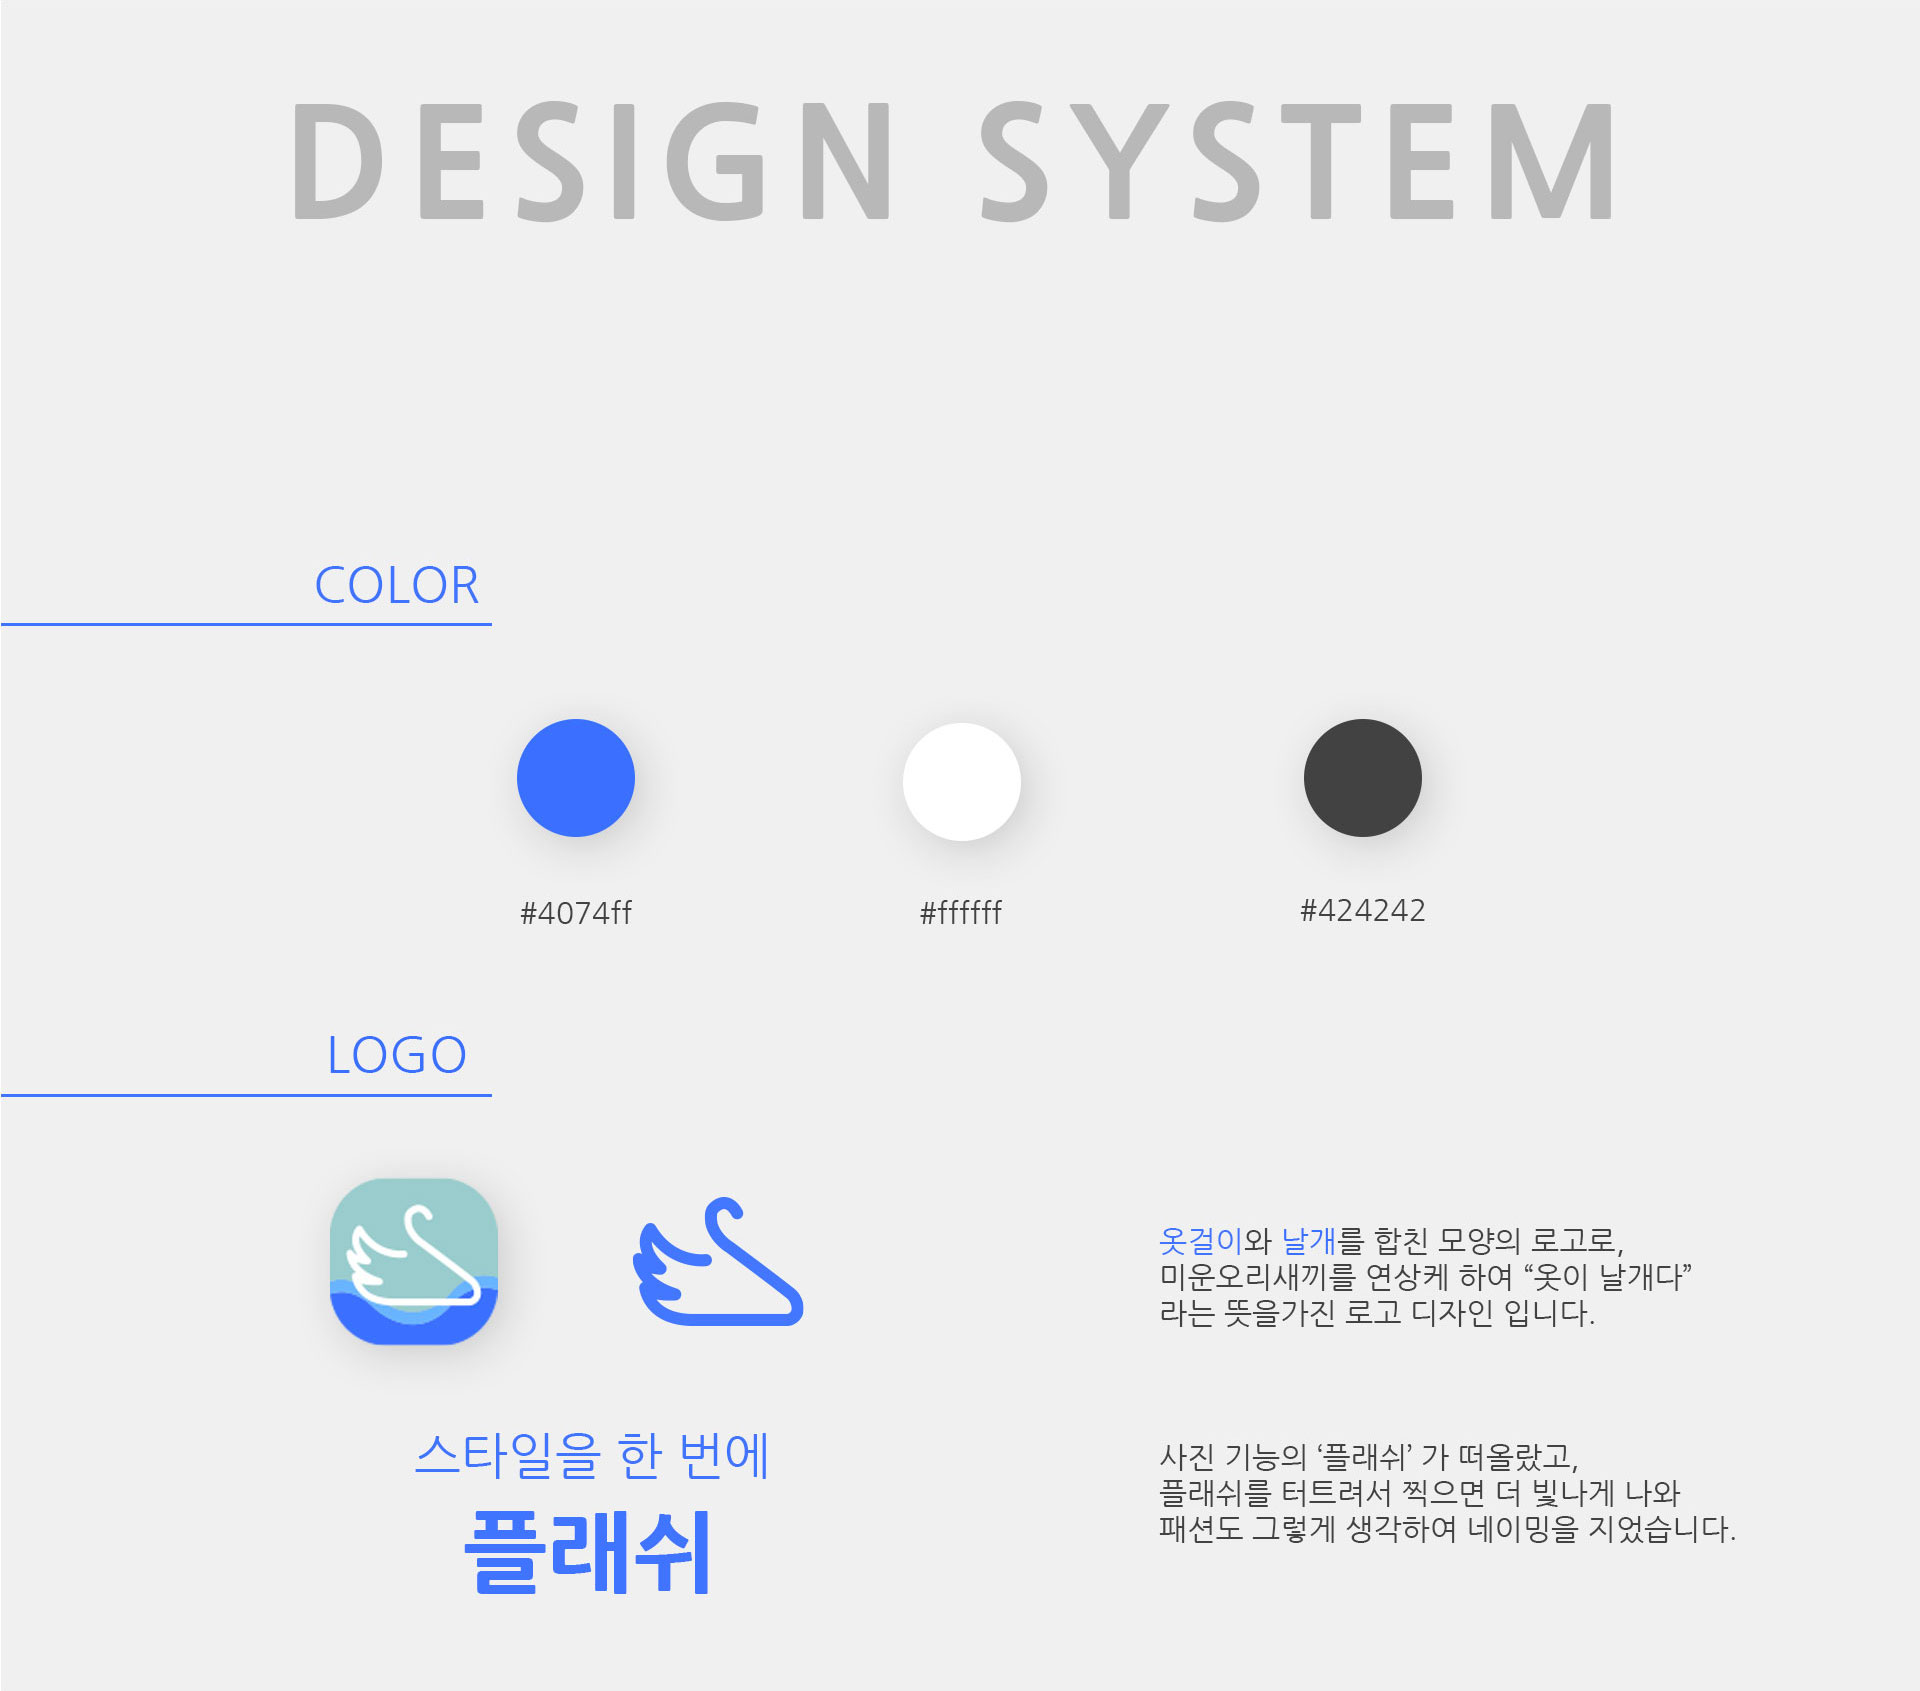 DESIGN SYSTEM
COLOR
#4074ff
#ffffff
#424242
LOGO
옷걸이와 날개를 합친 모양의 로고로,
미운오리새끼를 연상케 하여 “옷이 날개다”
라는 뜻을가진 로고 디자인 입니다.
스타일을 한 번에
플래쉬
사진 기능의 ‘플래쉬’ 가 떠올랐고,
플래쉬를 터트려서 찍으면 더 빛나게 나와
패션도 그렇게 생각하여 네이밍을 지었습니다.